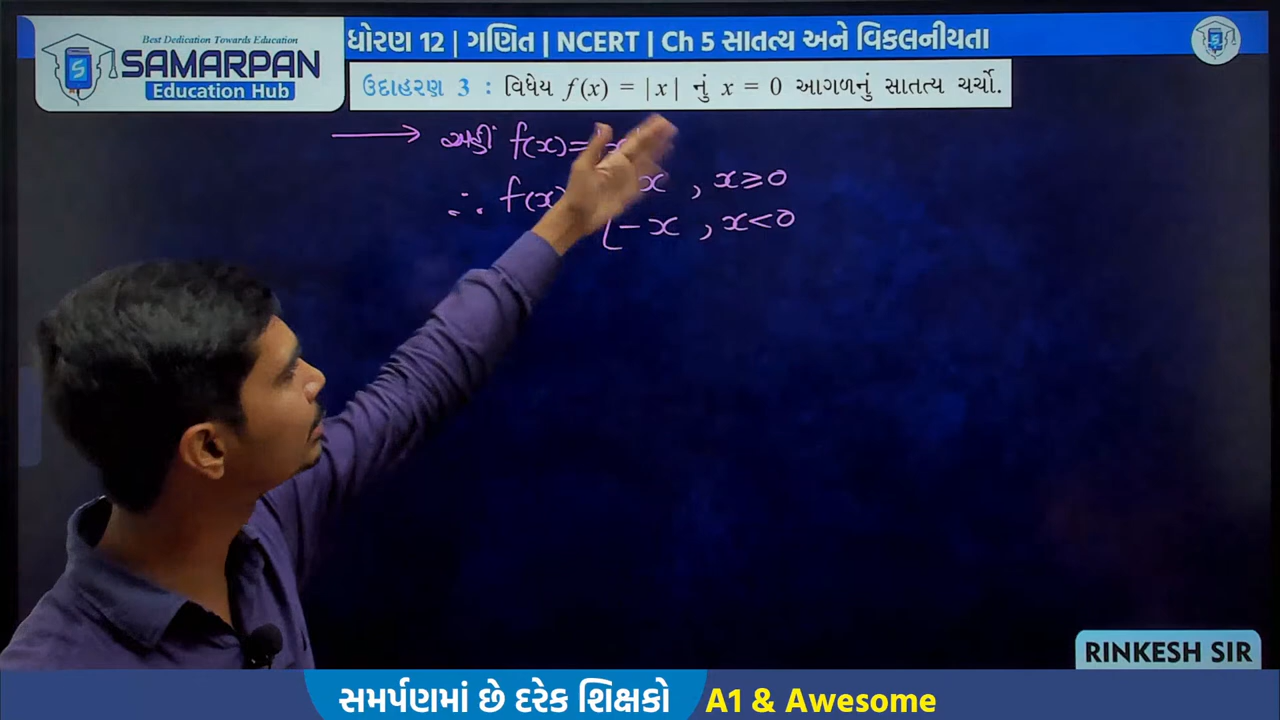 Best Dedication Towards Education
SAMARPAN
Education Hub
ધોરણ 12 | ગણિત | NCERT | Ch 5 સાતત્ય અને વિકલનીયતા
ઉદાહરણ 3 : વિધેય f(x) = | x | નું x = 0 આગળનું સાતત્ય ચર્ચો.
→ અહીં f(x) = |x|
∴ f(x) x , x ≥ 0
{ -x , x < 0
RINKESH SIR
સમર્પણમાં છે દરેક શિક્ષકો A1 & Awesome